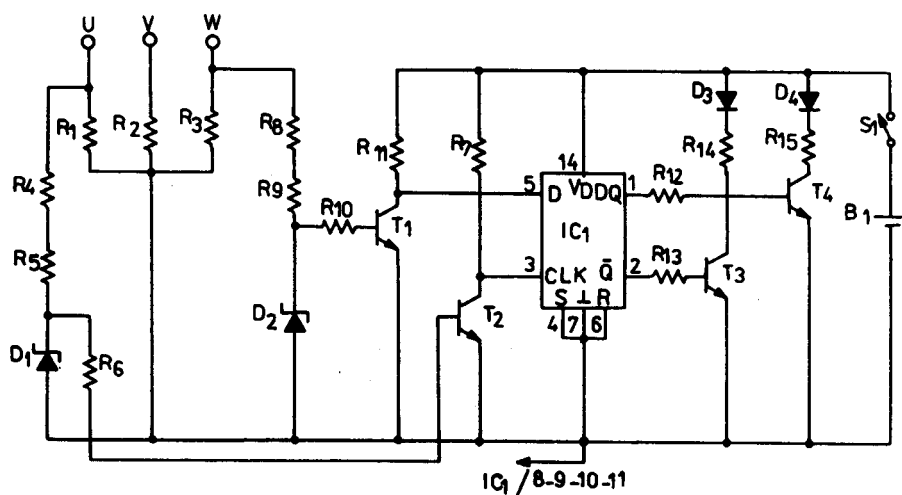 U V W
R1 R2 R3 R8 R11 R7 D3 D4
R14 R15 S1
R4 R9 14
5 D VDD Q 1 R12 T4 B1
R10 T1 IC1
R5 3 CLK Q̄ 2 R13 T3
D2 T2 S ⊥ R
4 7 6
D1 R6
IC1/8-9-10-11